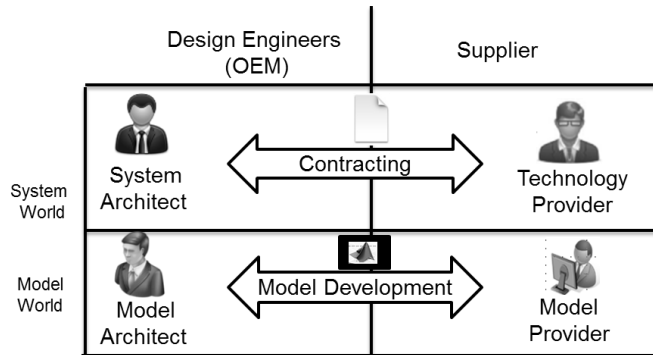 Design Engineers
(OEM)
Supplier
System
World
System
Architect
Contracting
Technology
Provider
Model
World
Model
Architect
Model Development
Model
Provider